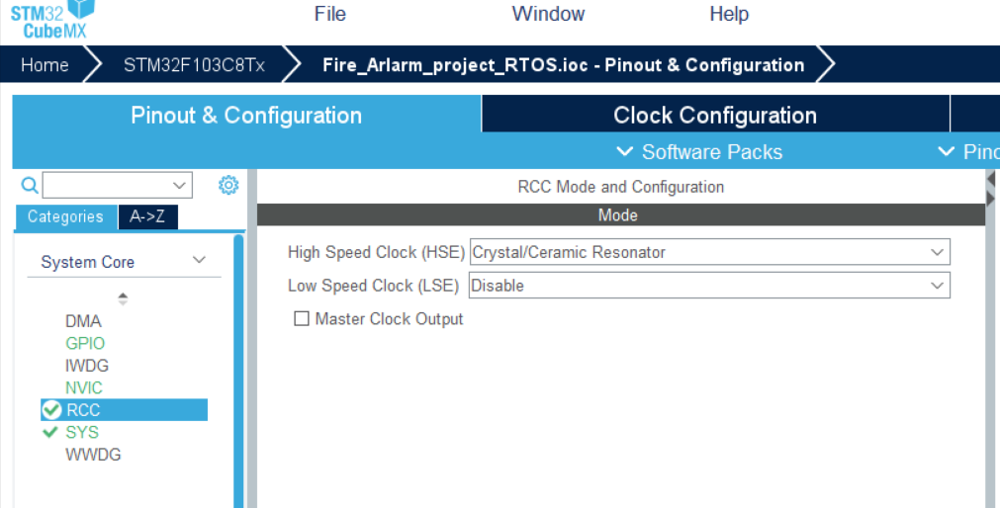 STM32
CubeMX
File
Window
Help
Home
STM32F103C8Tx
Fire_Arlarm_project_RTOS.ioc - Pinout & Configuration
Pinout & Configuration
Clock Configuration
Software Packs
RCC Mode and Configuration
Categories
A->Z
Mode
System Core
High Speed Clock (HSE) Crystal/Ceramic Resonator
Low Speed Clock (LSE) Disable
Master Clock Output
DMA
GPIO
IWDG
NVIC
RCC
SYS
WWDG